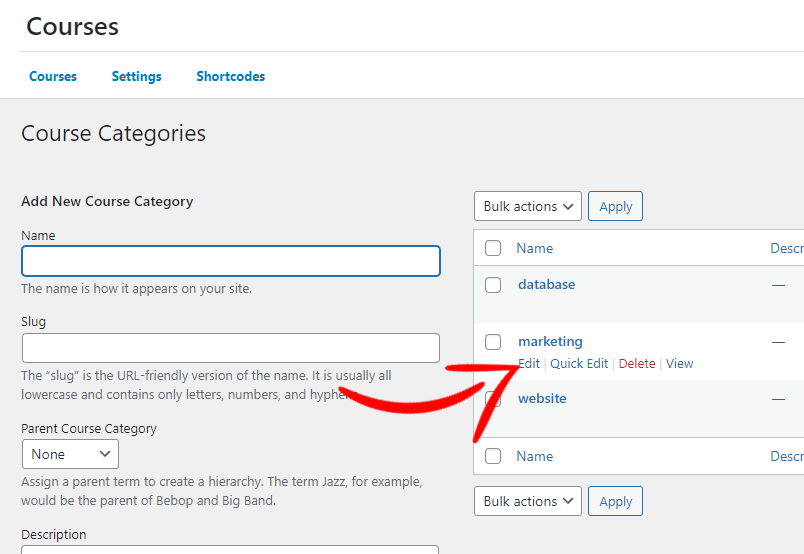 Courses
Courses Settings Shortcodes
Course Categories
Add New Course Category
Name
The name is how it appears on your site.
Slug
The “slug” is the URL-friendly version of the name. It is usually all
lowercase and contains only letters, numbers, and hyphens.
Parent Course Category
None
Assign a parent term to create a hierarchy. The term Jazz, for example,
would be the parent of Bebop and Big Band.
Description
Bulk actions Apply
Name Descr
database —
marketing —
Edit | Quick Edit | Delete | View
website —
Name Descr
Bulk actions Apply